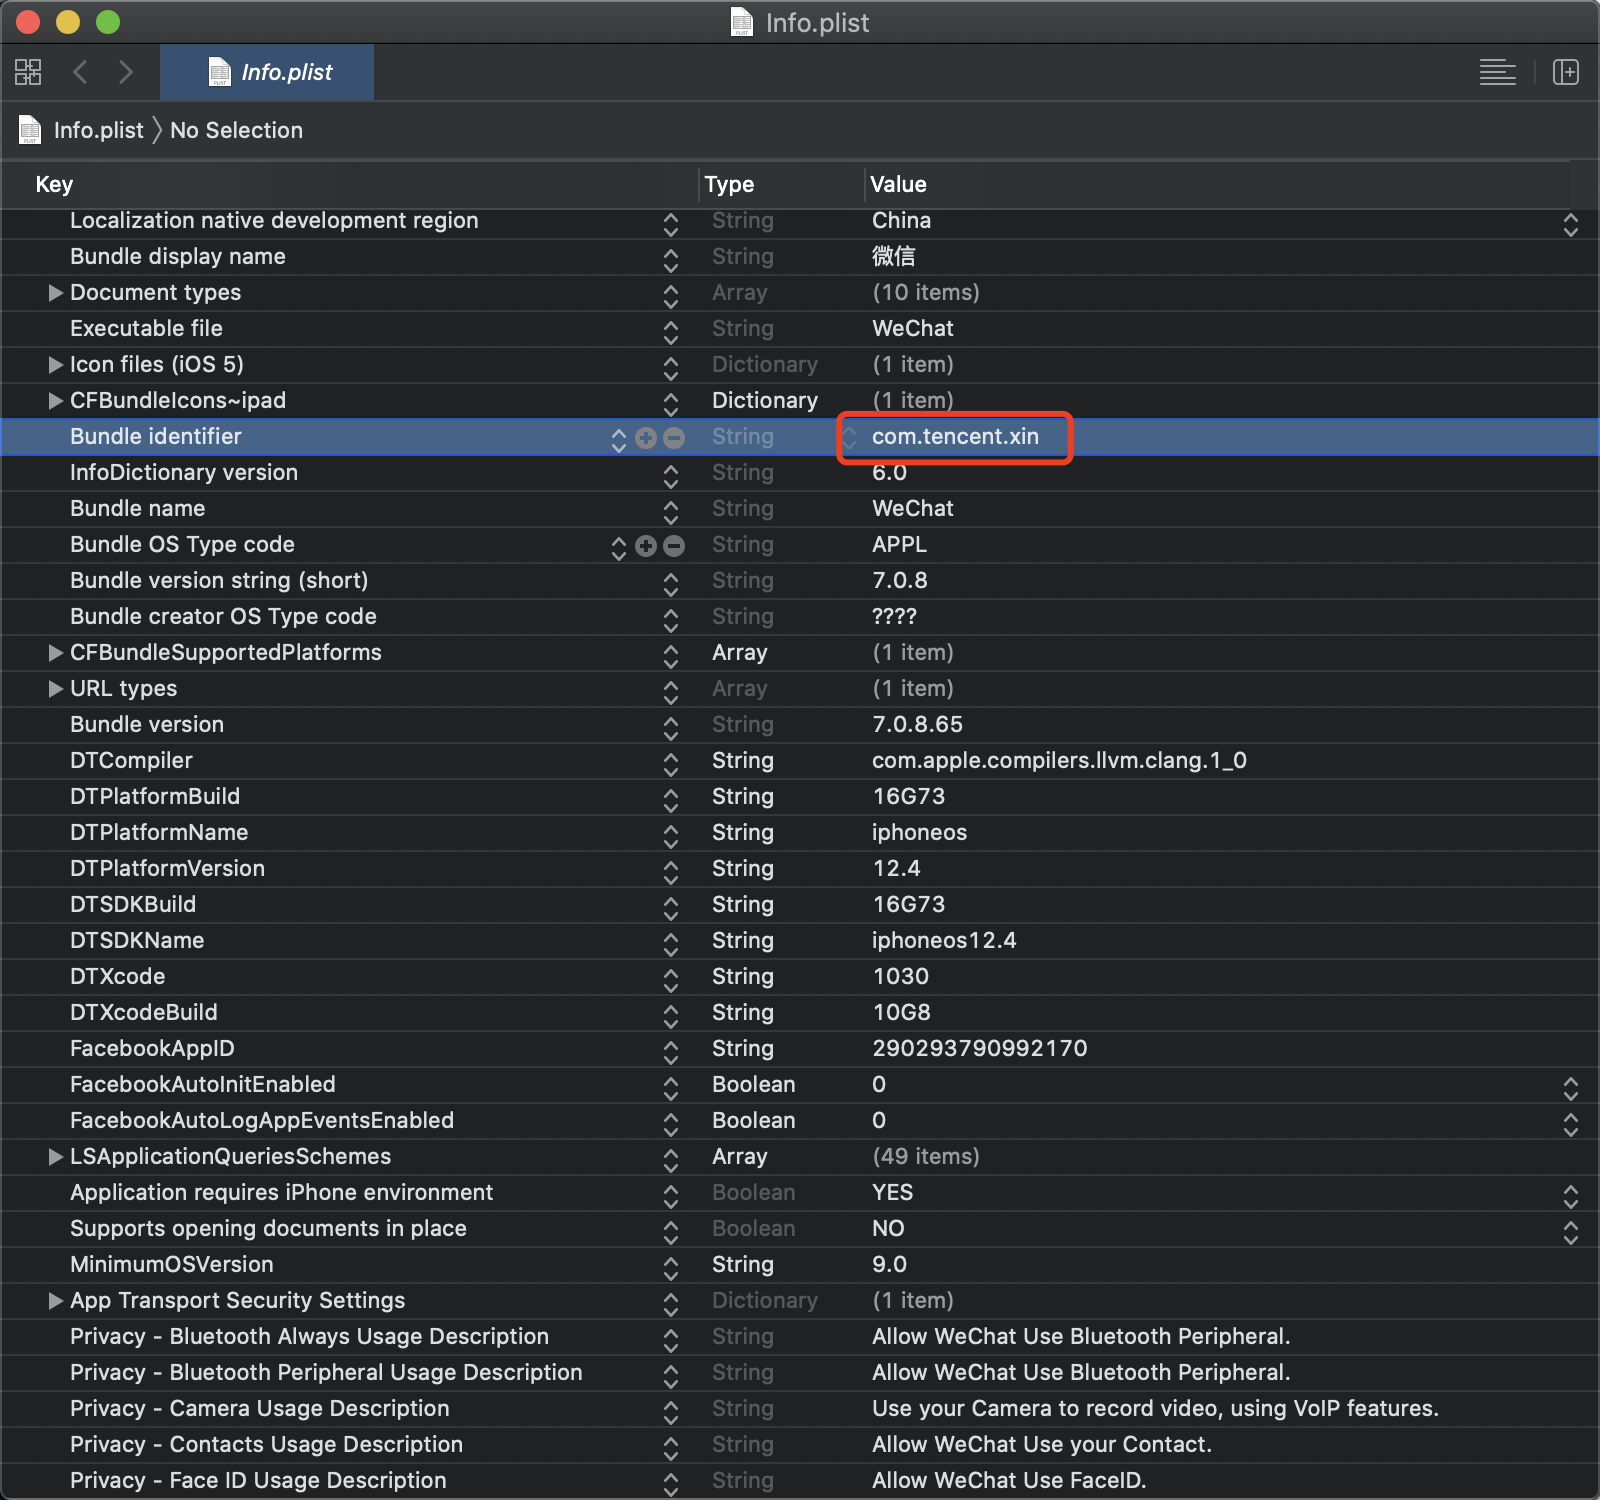 Info.plist
Info.plist
Info.plist 〉 No Selection
Key Type Value
Localization native development region String China
Bundle display name String 微信
Document types Array (10 items)
Executable file String WeChat
Icon files (iOS 5) Dictionary (1 item)
CFBundleIcons~ipad Dictionary (1 item)
Bundle identifier String com.tencent.xin
InfoDictionary version String 6.0
Bundle name String WeChat
Bundle OS Type code String APPL
Bundle version string (short) String 7.0.8
Bundle creator OS Type code String ????
CFBundleSupportedPlatforms Array (1 item)
URL types Array (1 item)
Bundle version String 7.0.8.65
DTCompiler String com.apple.compilers.llvm.clang.1_0
DTPlatformBuild String 16G73
DTPlatformName String iphoneos
DTPlatformVersion String 12.4
DTSDKBuild String 16G73
DTSDKName String iphoneos12.4
DTXcode String 1030
DTXcodeBuild String 10G8
FacebookAppID String 290293790992170
FacebookAutoInitEnabled Boolean 0
FacebookAutoLogAppEventsEnabled Boolean 0
LSApplicationQueriesSchemes Array (49 items)
Application requires iPhone environment Boolean YES
Supports opening documents in place Boolean NO
MinimumOSVersion String 9.0
App Transport Security Settings Dictionary (1 item)
Privacy - Bluetooth Always Usage Description String Allow WeChat Use Bluetooth Peripheral.
Privacy - Bluetooth Peripheral Usage Description String Allow WeChat Use Bluetooth Peripheral.
Privacy - Camera Usage Description String Use your Camera to record video, using VoIP features.
Privacy - Contacts Usage Description String Allow WeChat Use your Contact.
Privacy - Face ID Usage Description String Allow WeChat Use FaceID.